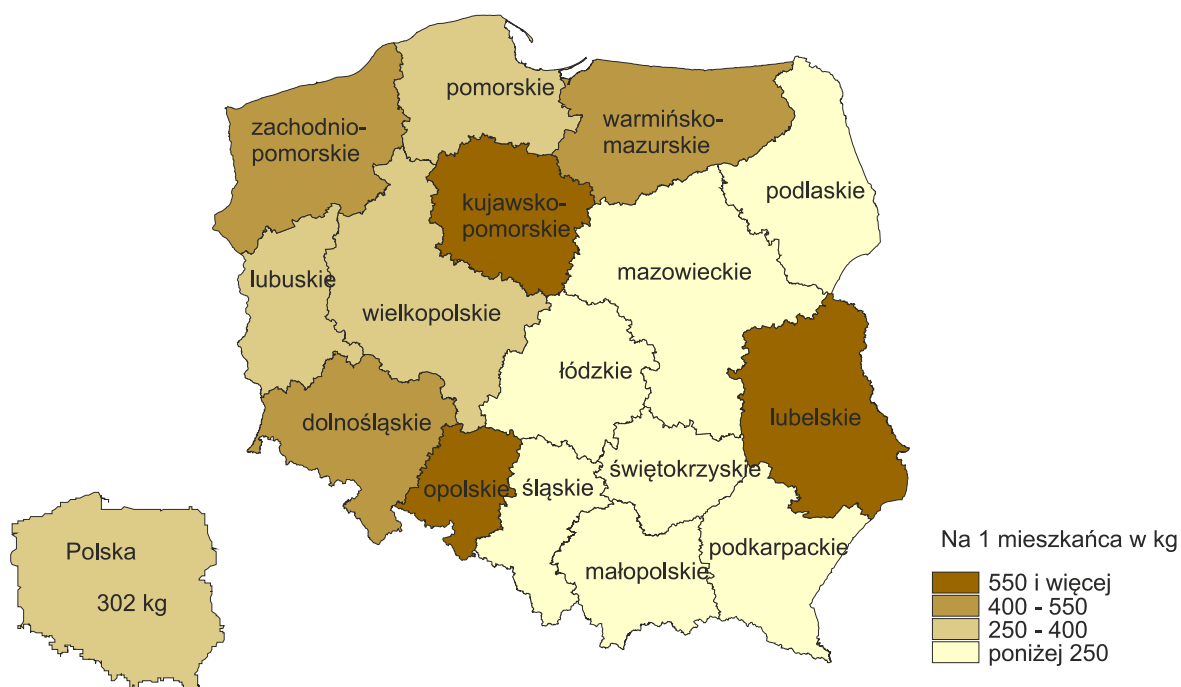 pomorskie
zachodnio-
pomorskie
warmińsko-
mazurskie
podlaskie
kujawsko-
pomorskie
mazowieckie
lubuskie
wielkopolskie
łódzkie
lubelskie
dolnośląskie
świętokrzyskie
opolskie
śląskie
podkarpackie
małopolskie
Polska
302 kg
Na 1 mieszkańca w kg
550 i więcej
400 - 550
250 - 400
poniżej 250